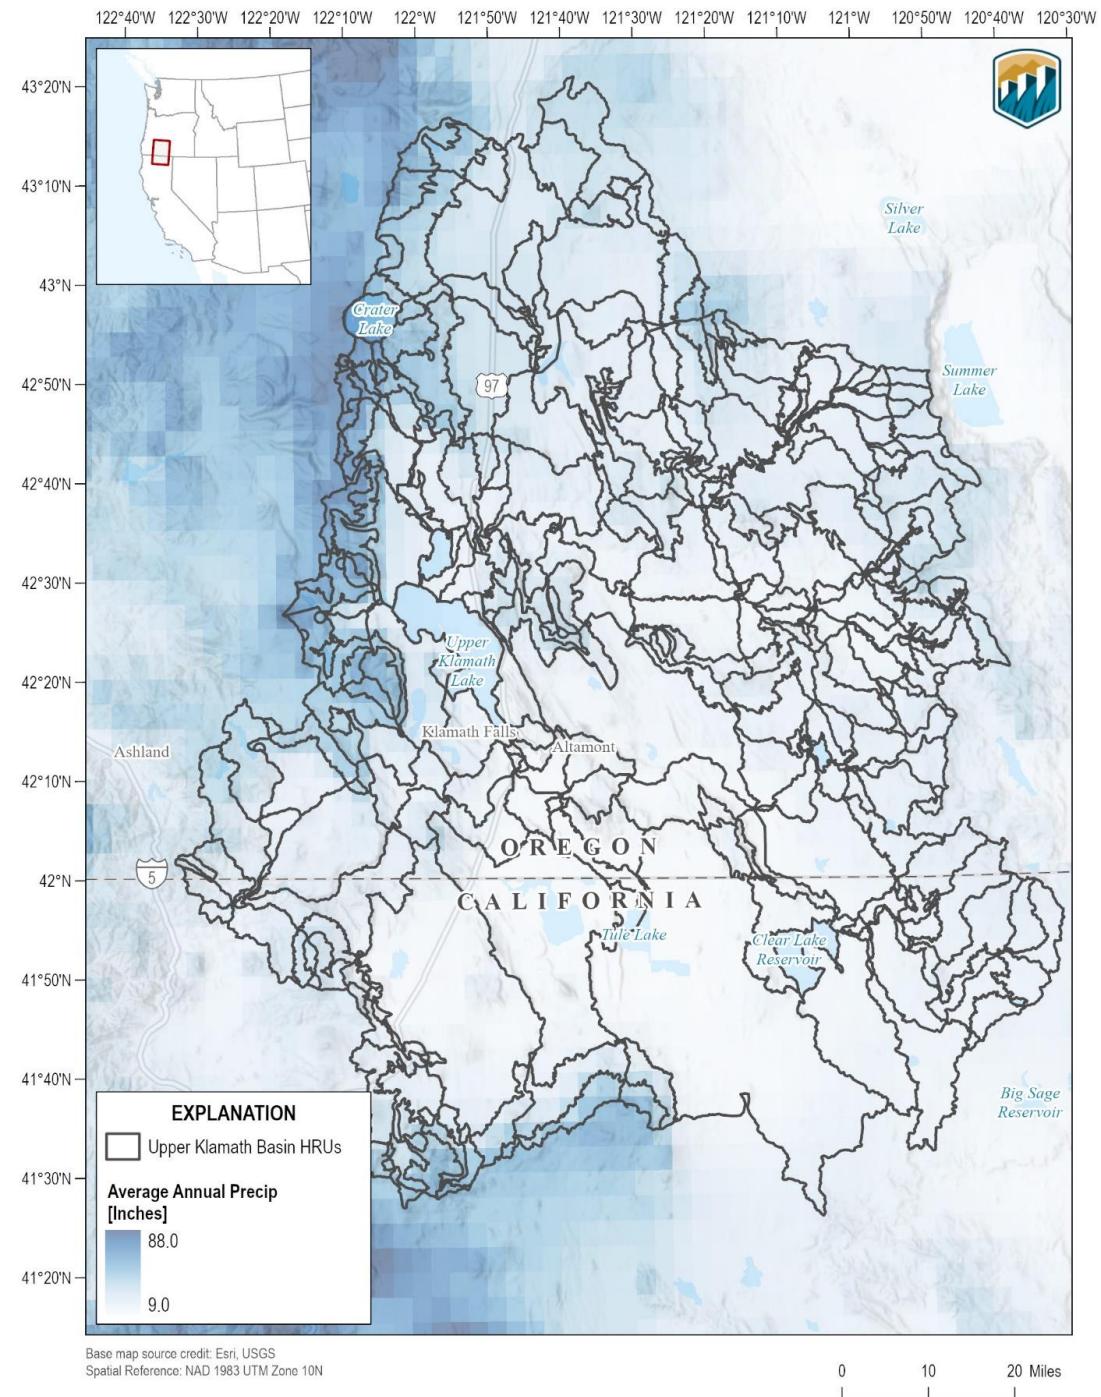 122°40'W 122°30'W 122°20'W 122°10'W 122°W 121°50'W 121°40'W 121°30'W 121°20'W 121°10'W 121°W 120°50'W 120°40'W 120°30'W
43°20'N
43°10'N
43°N
42°50'N
42°40'N
42°30'N
42°20'N
42°10'N
42°N
41°50'N
41°40'N
41°30'N
41°20'N
Silver
Lake
Crater
Lake
Summer
Lake
97
Upper
Klamath
Lake
Klamath Falls
Altamont
Ashland
OREGON
5
CALIFORNIA
Tule Lake
Clear Lake
Reservoir
Big Sage
Reservoir
EXPLANATION
Upper Klamath Basin HRUs
Average Annual Precip
[Inches]
88.0
9.0
Base map source credit: Esri, USGS
Spatial Reference: NAD 1983 UTM Zone 10N
0 10 20 Miles